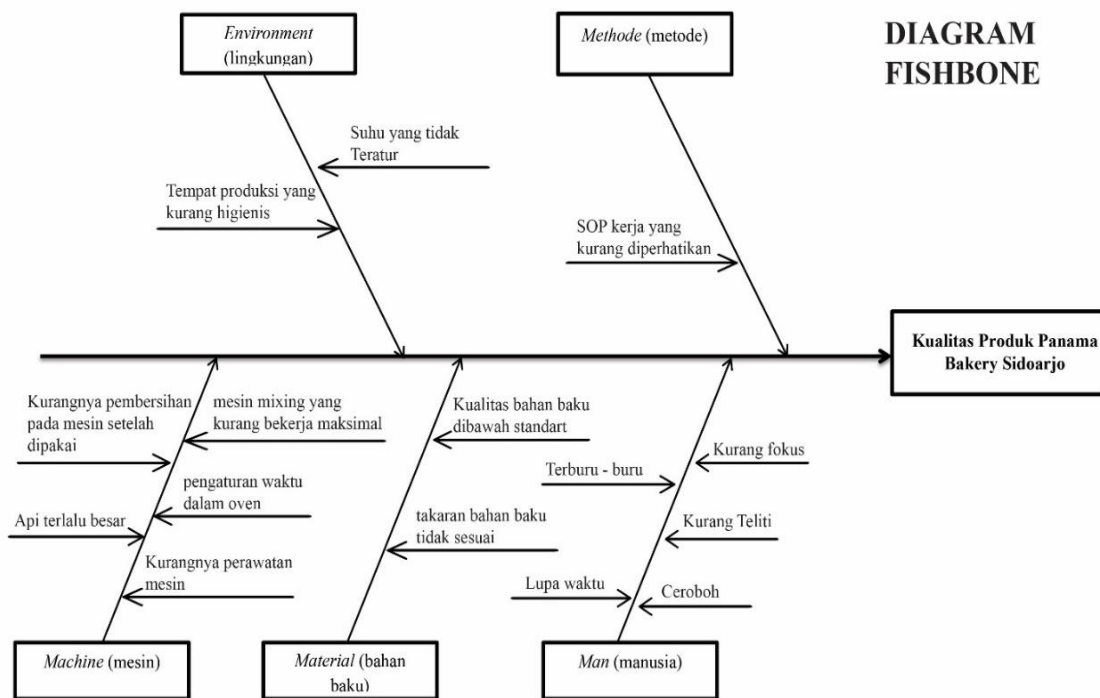 Environment
(lingkungan)
Methode (metode)
DIAGRAM
FISHBONE
Suhu yang tidak
Teratur
Tempat produksi yang
kurang higienis
SOP kerja yang
kurang diperhatikan
Kualitas Produk Panama
Bakery Sidoarjo
Kurangnya pembersihan
pada mesin setelah
dipakai
mesin mixing yang
kurang bekerja maksimal
Kualitas bahan baku
dibawah standart
Kurang fokus
Terburu - buru
pengaturan waktu
dalam oven
Api terlalu besar
takaran bahan baku
tidak sesuai
Kurang Teliti
Kurangnya perawatan
mesin
Lupa waktu
Ceroboh
Machine (mesin)
Material (bahan
baku)
Man (manusia)